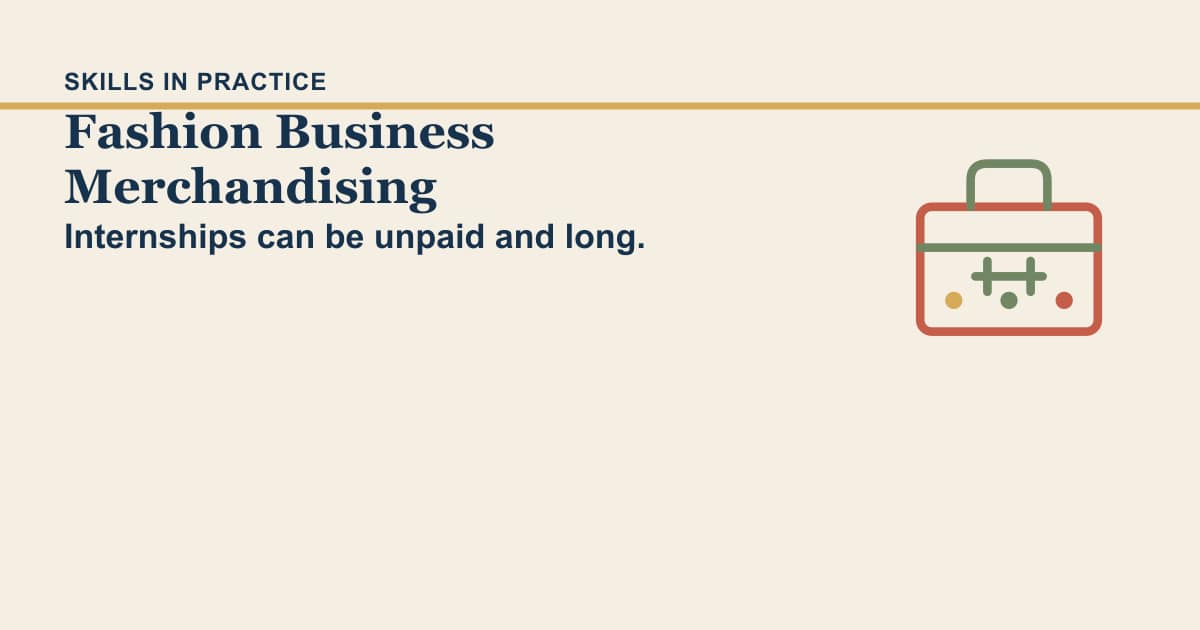 SKILLS IN PRACTICE
Fashion Business
Merchandising
Internships can be unpaid and long.